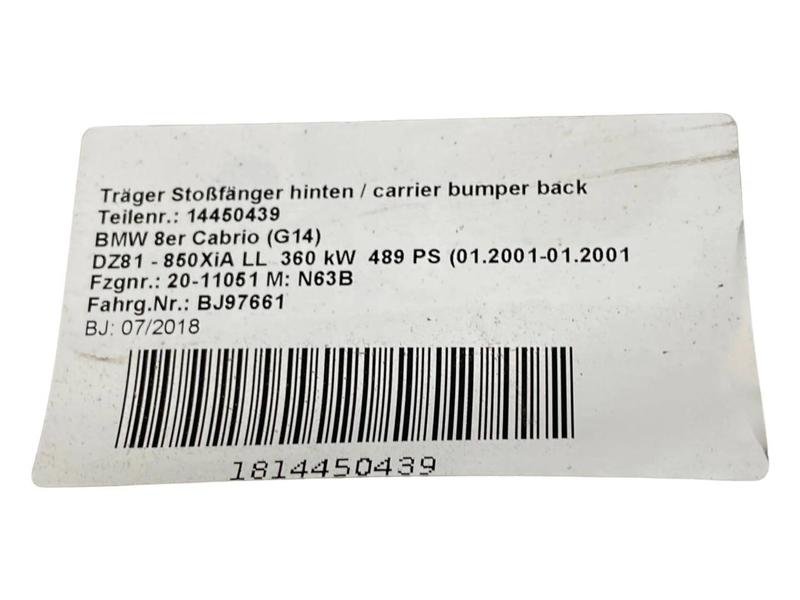 Träger Stoßfänger hinten / carrier bumper back
Teilenr.: 14450439
BMW 8er Cabrio (G14)
DZ81 - 850XiA LL  360 kW  489 PS (01.2001-01.2001
Fzgnr.: 20-11051 M: N63B
Fahrg.Nr.: BJ97661
BJ: 07/2018
1814450439